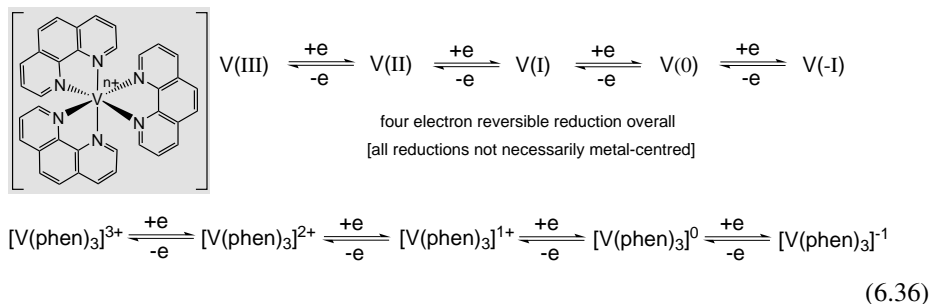 N N N N N N V n+
V(III) +e -e V(II) +e -e V(I) +e -e V(0) +e -e V(-I)
four electron reversible reduction overall
[all reductions not necessarily metal-centred]
[V(phen)₃]³⁺ +e -e [V(phen)₃]²⁺ +e -e [V(phen)₃]¹⁺ +e -e [V(phen)₃]⁰ +e -e [V(phen)₃]⁻¹
(6.36)